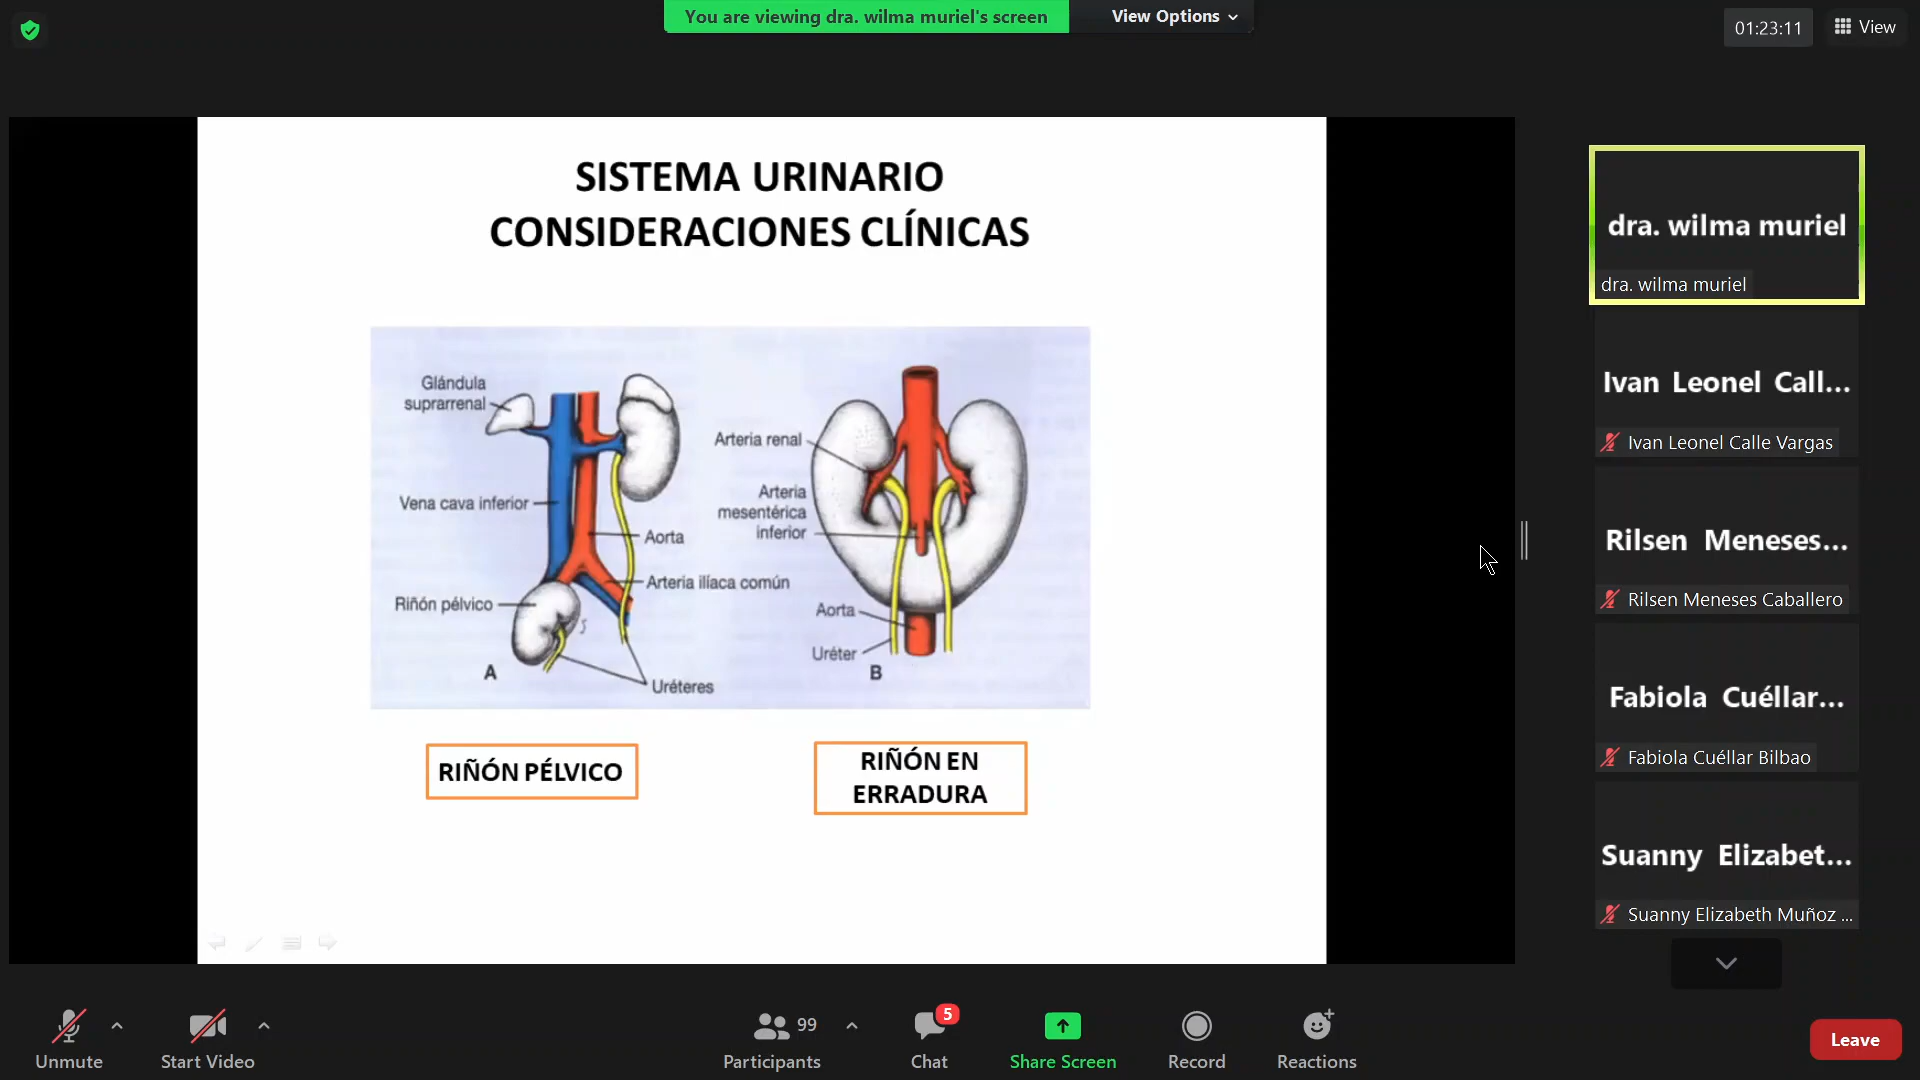 You are viewing dra. wilma muriel's screen
View Options
01:23:11
View
SISTEMA URINARIO
CONSIDERACIONES CLÍNICAS
Glándula
suprarrenal
Vena cava inferior
Aorta
Arteria ilíaca común
Riñón pélvico
A
Uréteres
Arteria renal
Arteria
mesentérica
inferior
Aorta
Uréter
B
RIÑÓN PÉLVICO
RIÑÓN EN
ERRADURA
dra. wilma muriel
dra. wilma muriel
Ivan Leonel Call...
Ivan Leonel Calle Vargas
Rilsen Meneses...
Rilsen Meneses Caballero
Fabiola Cuéllar...
Fabiola Cuéllar Bilbao
Suanny Elizabet...
Suanny Elizabeth Muñoz ...
Unmute
Start Video
99
Participants
5
Chat
Share Screen
Record
Reactions
Leave